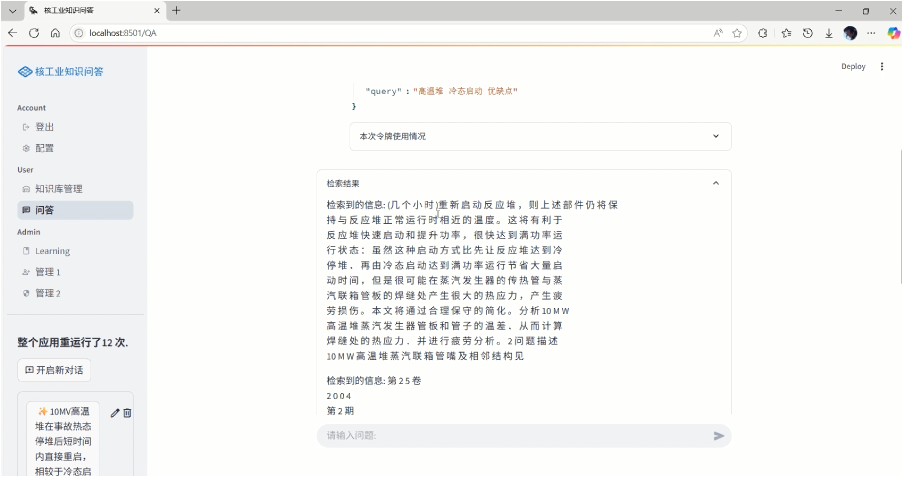 核工业问答
localhost:8501/QA
核工业知识问答
Deploy
Account
登出
配置
User
知识库管理
问答
Admin
Learning
管理 1
管理 2
整个应用重运行了12 次.
开启新对话
✨ 10MV高温
堆在事故热态
停堆后短时间
内直接重启，
相较于冷态启
"query" : "高温堆 冷态启动 优缺点"
}
本次令牌使用情况
检索结果
检索到的信息: (几个小时)重新启动反应堆，则上述部件仍将保
持与反应堆正常运行时相近的温度。这将有利于
反应堆快速启动和提升功率，很快达到满功率运
行状态；虽然这种启动方式比先让反应堆达到冷
停堆．再由冷态启动达到满功率运行节省大量启
动时间，但是很可能在蒸汽发生器的传热管与蒸
汽联箱管板的焊缝处产生很大的热应力，产生疲
劳损伤。本文将通过合理保守的简化。分析10MW
高温堆蒸汽发生器管板和管子的温差．从而计算
焊缝处的热应力．并进行疲劳分析。2问题描述
10MW高温堆蒸汽联箱管嘴及相邻结构见
检索到的信息: 第25卷
2004
第2期
请输入问题: